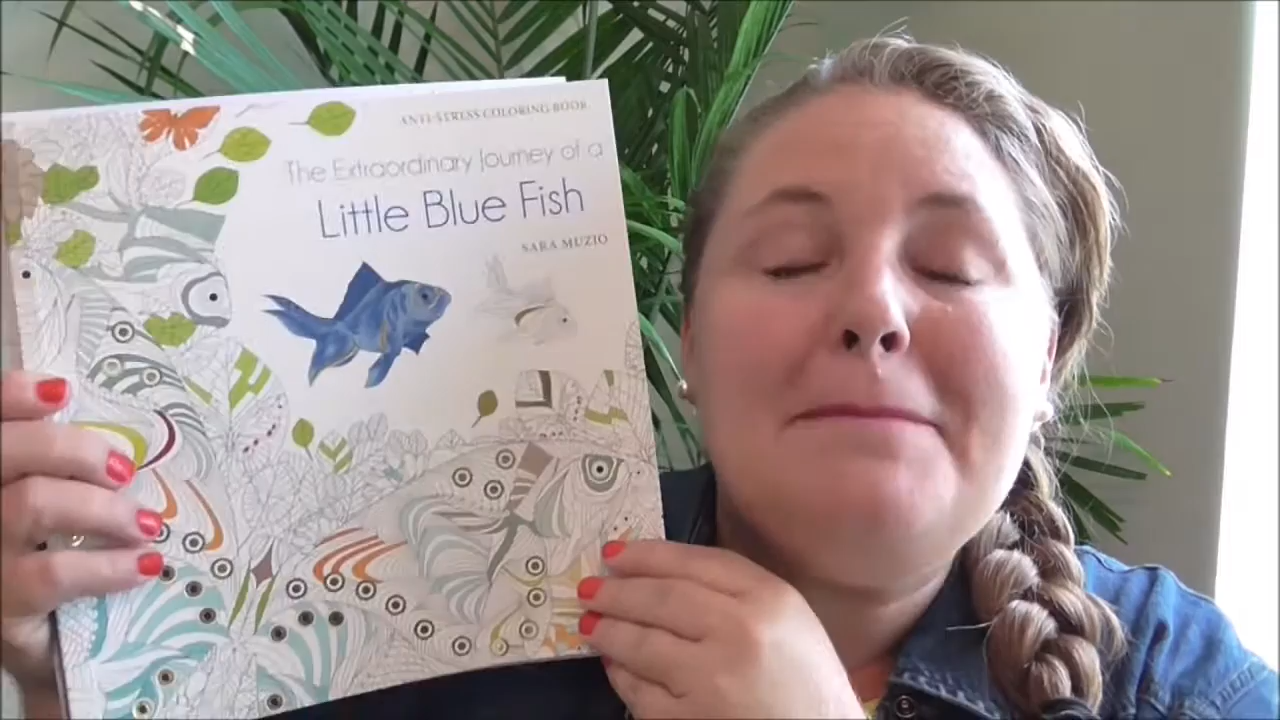 ANTI-STRESS COLORING BOOK
The Extraordinary Journey of a
Little Blue Fish
SARA MUZIO